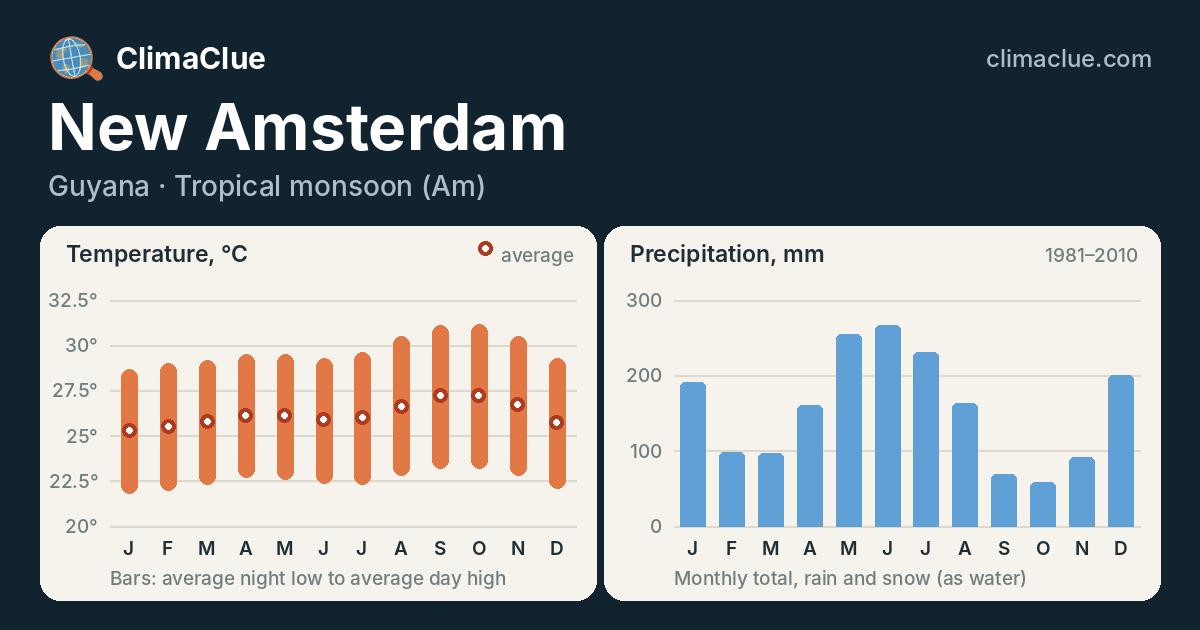 ClimaClue
climaclue.com
New Amsterdam
Guyana · Tropical monsoon (Am)
Temperature, °C
average
32.5°
30°
27.5°
25°
22.5°
20°
J F M A M J J A S O N D
Bars: average night low to average day high
Precipitation, mm
1981–2010
300
200
100
0
J F M A M J J A S O N D
Monthly total, rain and snow (as water)